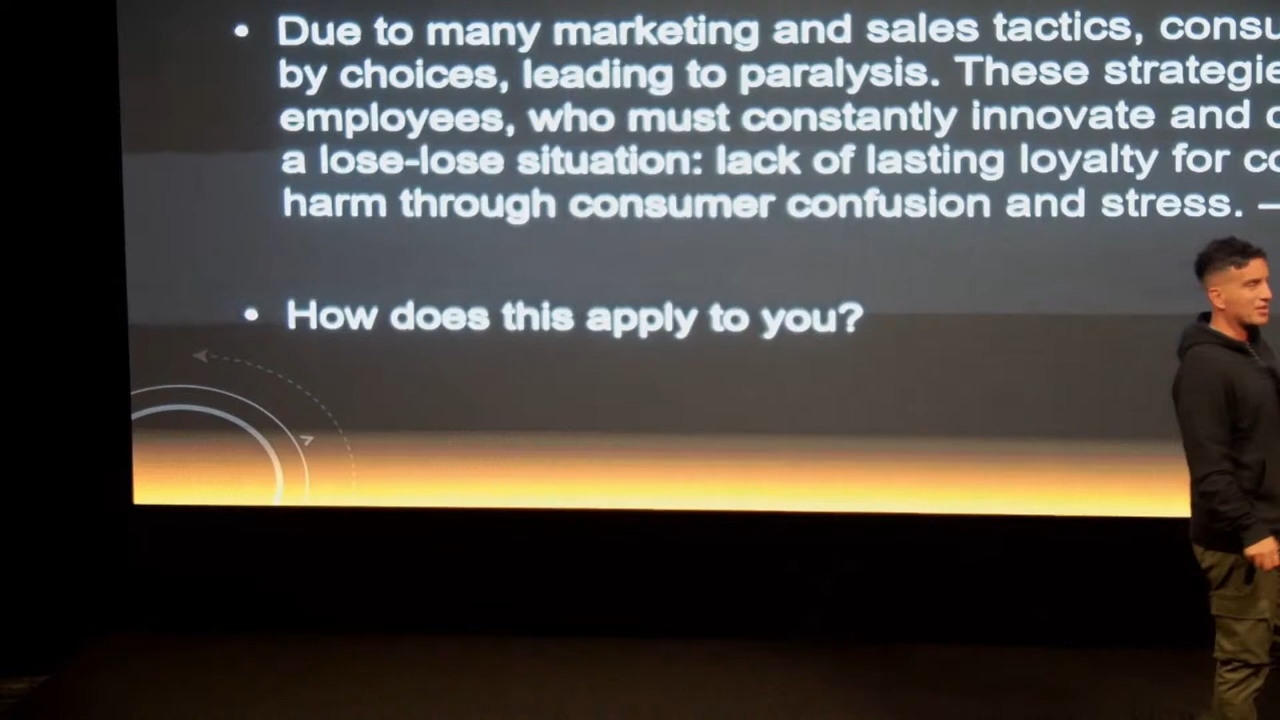 • Due to many marketing and sales tactics, consu
by choices, leading to paralysis. These strategie
employees, who must constantly innovate and
a lose-lose situation: lack of lasting loyalty for co
harm through consumer confusion and stress. –
• How does this apply to you?